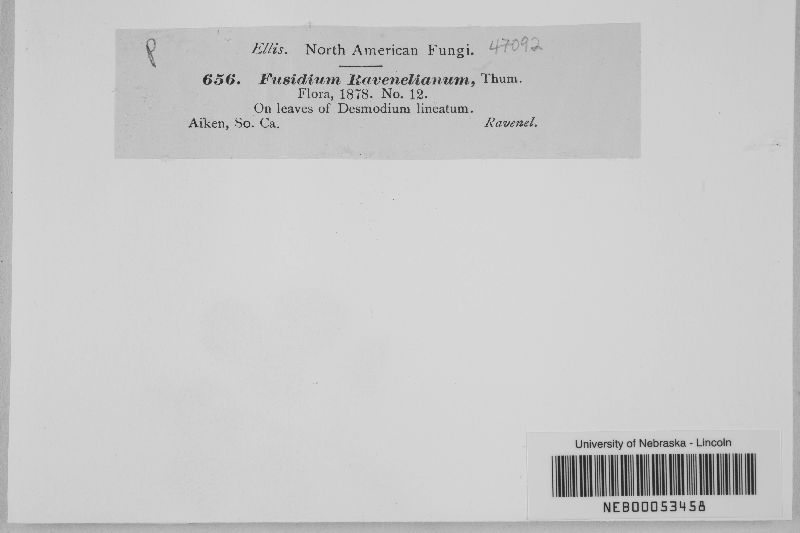 P
Ellis. North American Fungi. 47092
656. Fusidium Ravenelianum, Thum.
Flora, 1878. No. 12.
On leaves of Desmodium lineatum.
Aiken, So. Ca. Ravenel.
University of Nebraska - Lincoln
NEB00053458